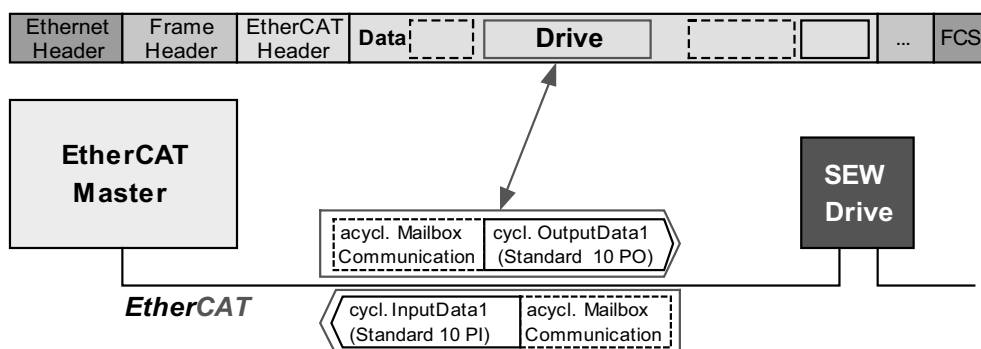 Ethernet Header
Frame Header
EtherCAT Header
Data
Drive
...
FCS
EtherCAT
Master
SEW
Drive
acycl. Mailbox
Communication
cycl. OutputData1
(Standard 10 PO)
EtherCAT
cycl. InputData1
(Standard 10 PI)
acycl. Mailbox
Communication